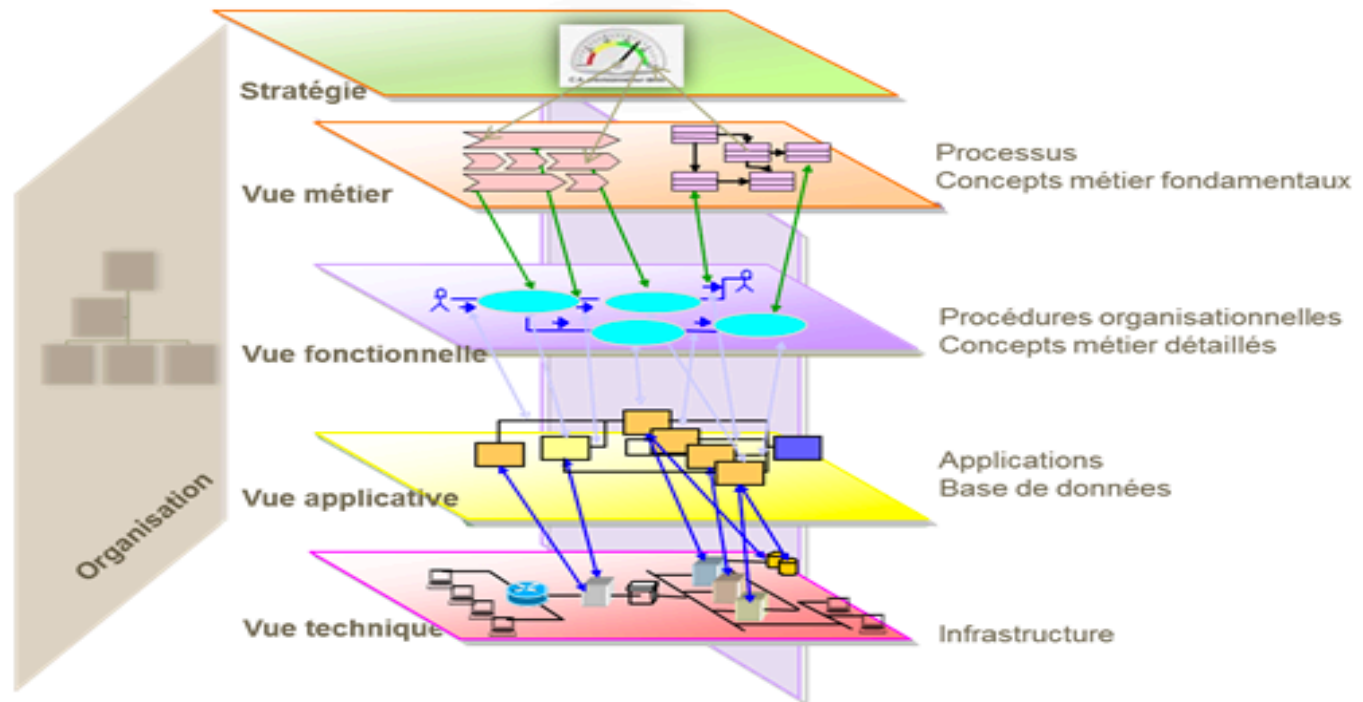 Stratégie
Vue métier
Processus
Concepts métier fondamentaux
Vue fonctionnelle
Procédures organisationnelles
Concepts métier détaillés
Vue applicative
Applications
Base de données
Organisation
Vue technique
Infrastructure